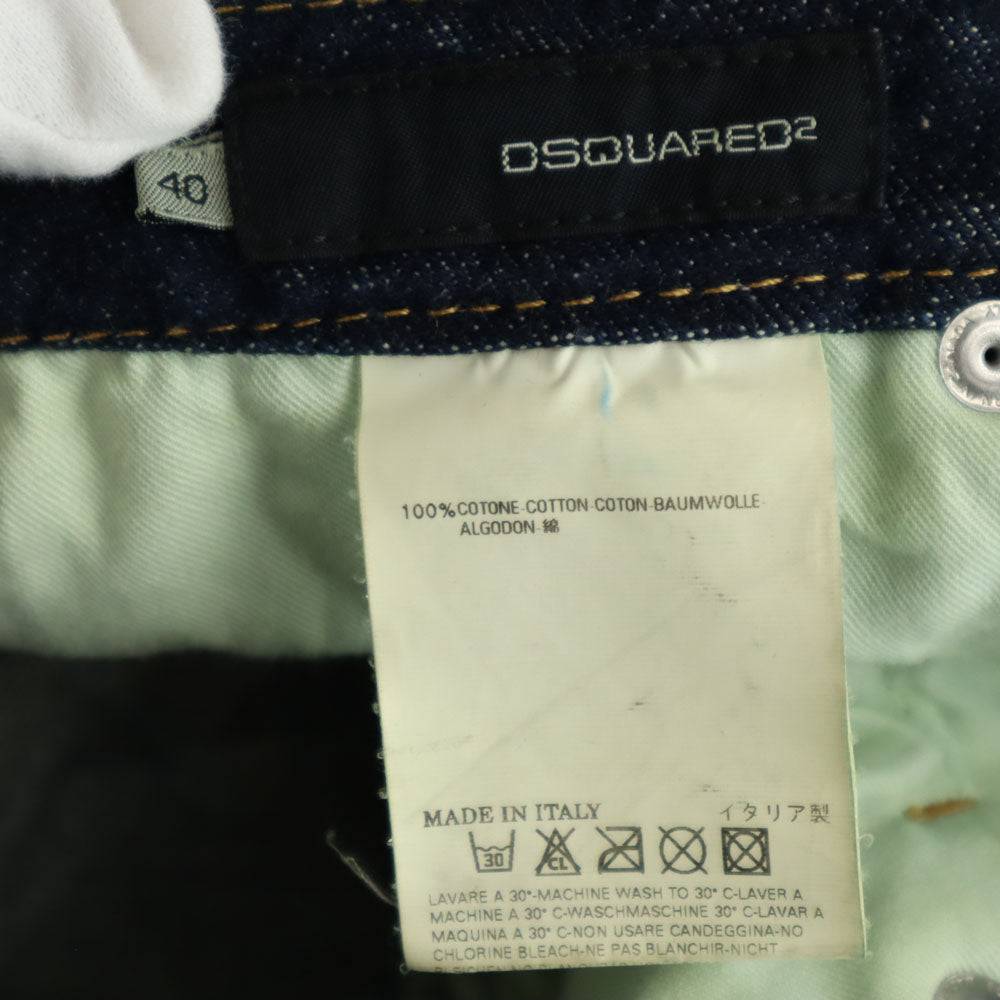 DSQUARED2
40
100%COTONE-COTTON-COTON-BAUMWOLLE-
ALGODON-綿
MADE IN ITALY イタリア製
30 CL
LAVARE A 30°-MACHINE WASH TO 30° C-LAVER A
MACHINE A 30° C-WASCHMASCHINE 30° C-LAVAR A
MAQUINA A 30° C-NON USARE CANDEGGINA-NO
CHLORINE BLEACH-NE PAS BLANCHIR-NICHT